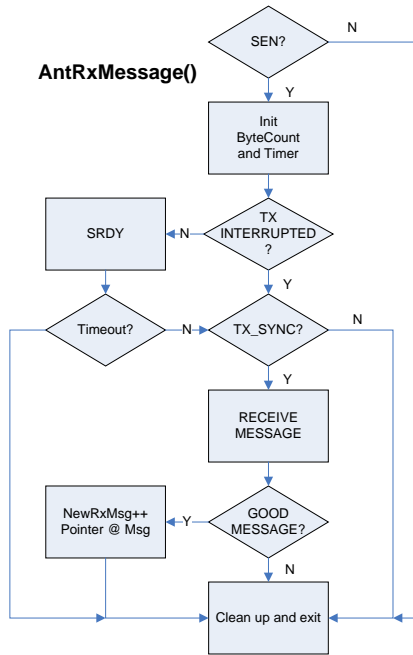 SEN?
N
AntRxMessage()
Y
Init
ByteCount
and Timer
SRDY
N
TX
INTERRUPTED
?
Y
Timeout?
N
TX_SYNC?
N
Y
RECEIVE
MESSAGE
NewRxMsg++
Pointer @ Msg
Y
GOOD
MESSAGE?
N
Clean up and exit